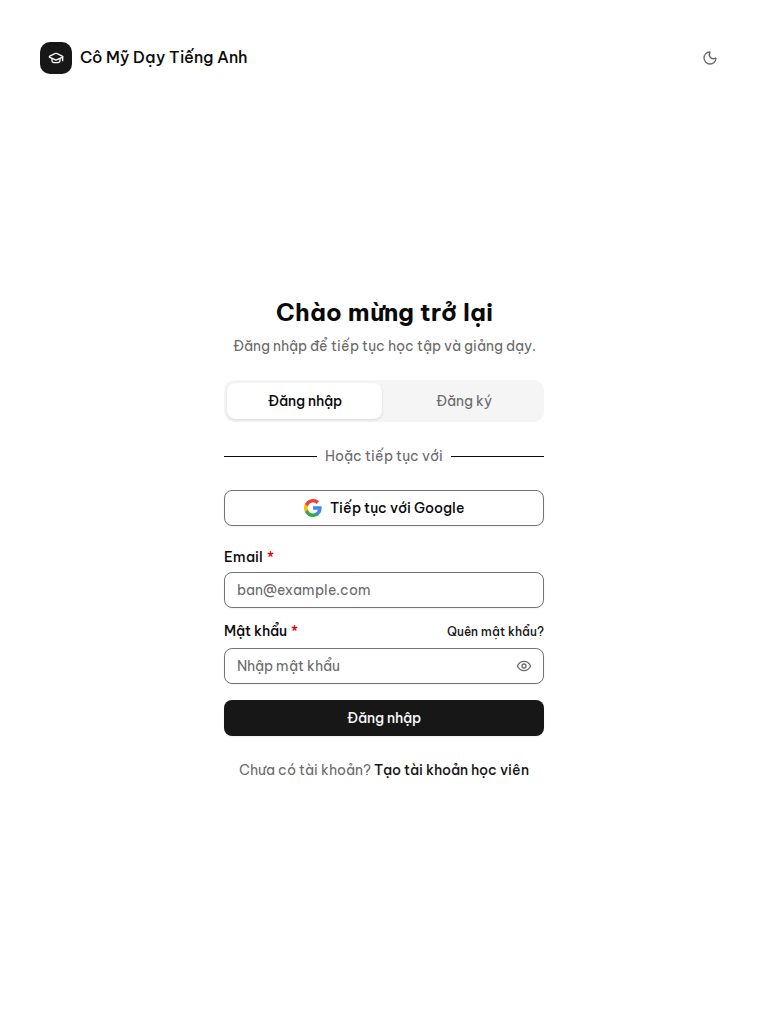 Cô Mỹ Dạy Tiếng Anh
Chào mừng trở lại
Đăng nhập để tiếp tục học tập và giảng dạy.
Đăng nhập
Đăng ký
Hoặc tiếp tục với
Tiếp tục với Google
Email *
ban@example.com
Mật khẩu *
Quên mật khẩu?
Nhập mật khẩu
Đăng nhập
Chưa có tài khoản? Tạo tài khoản học viên